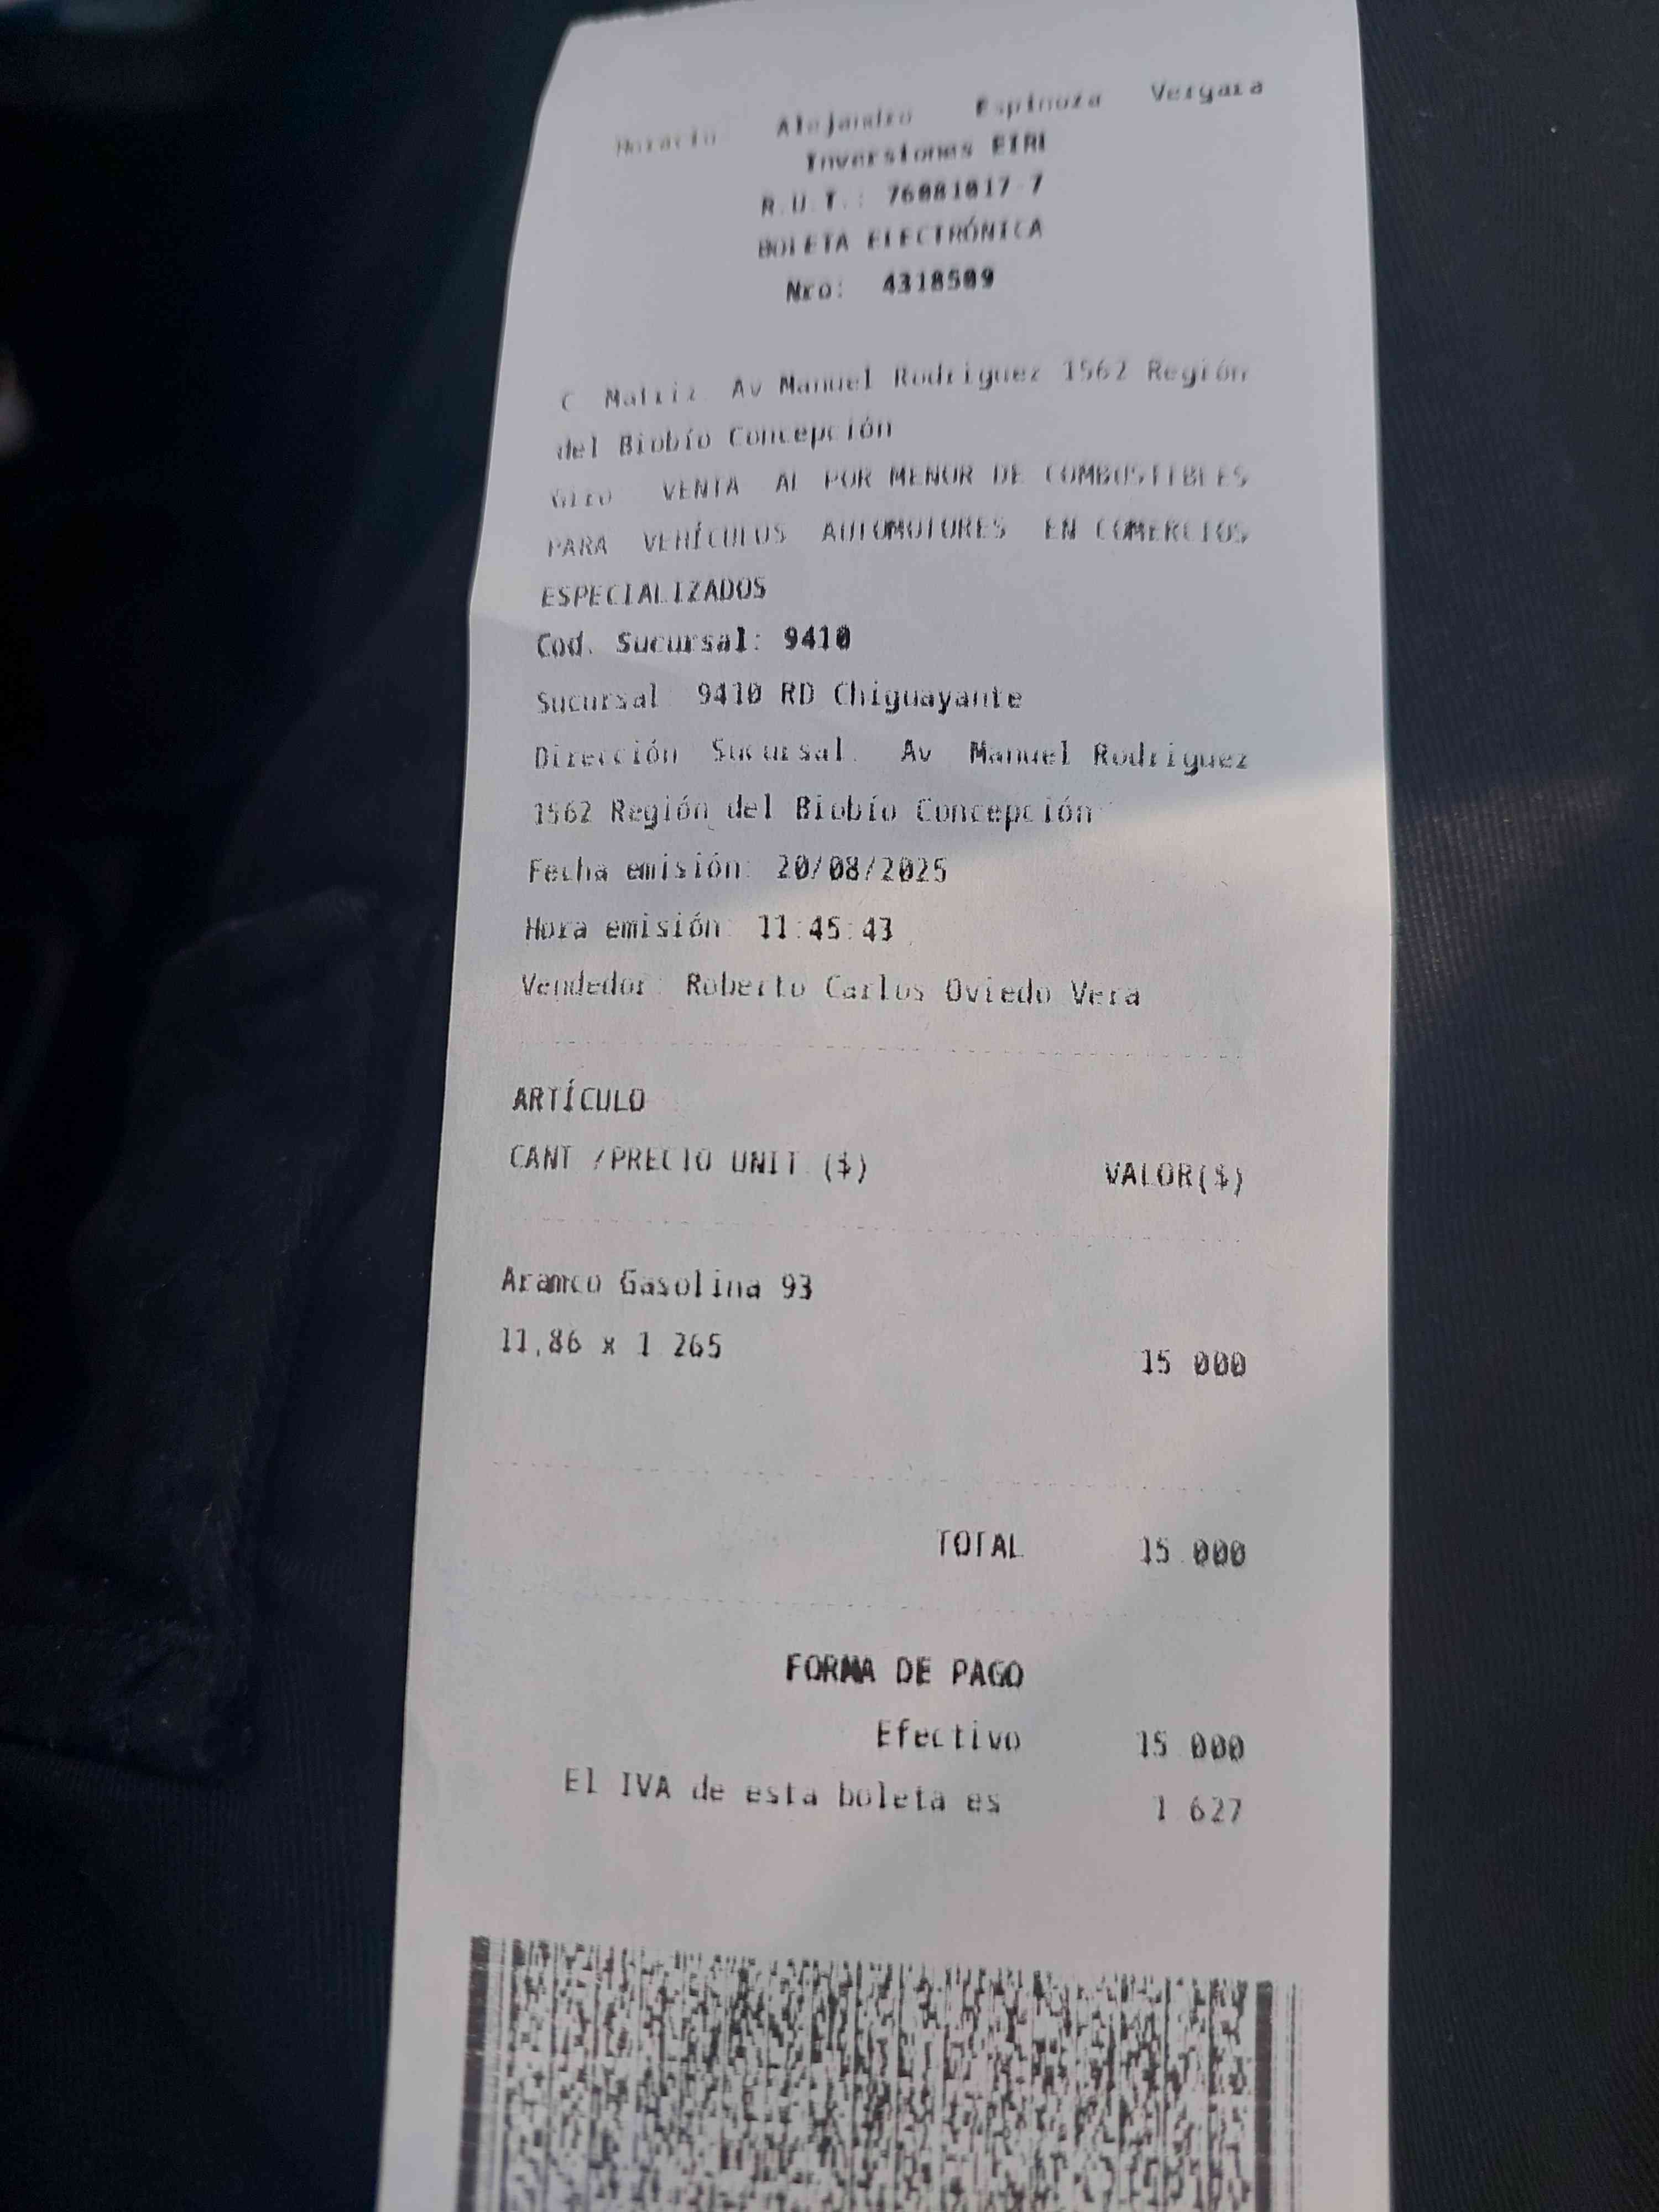 Horacio Alejandro Espinoza Vergara
Inversiones EIRL
R.U.T.: 76081017-7
BOLETA ELECTRÓNICA
Nro: 4318509
C. Matriz: Av Manuel Rodriguez 1562 Región
del Biobío Concepción
Giro: VENTA AL POR MENOR DE COMBUSTIBLES
PARA VEHÍCULOS AUTOMOTORES EN COMERCIOS
ESPECIALIZADOS
Cod. Sucursal: 9410
Sucursal: 9410 RD Chiguayante
Dirección Sucursal: Av Manuel Rodriguez
1562 Región del Biobío Concepción
Fecha emisión: 20/08/2025
Hora emisión: 11:45:43
Vendedor: Roberto Carlos Oviedo Vera
ARTÍCULO
CANT./PRECIO UNIT.($) VALOR($)
Aramco Gasolina 93
11,86 x 1.265 15.000
TOTAL 15.000
FORMA DE PAGO
Efectivo 15.000
El IVA de esta boleta es 1.627